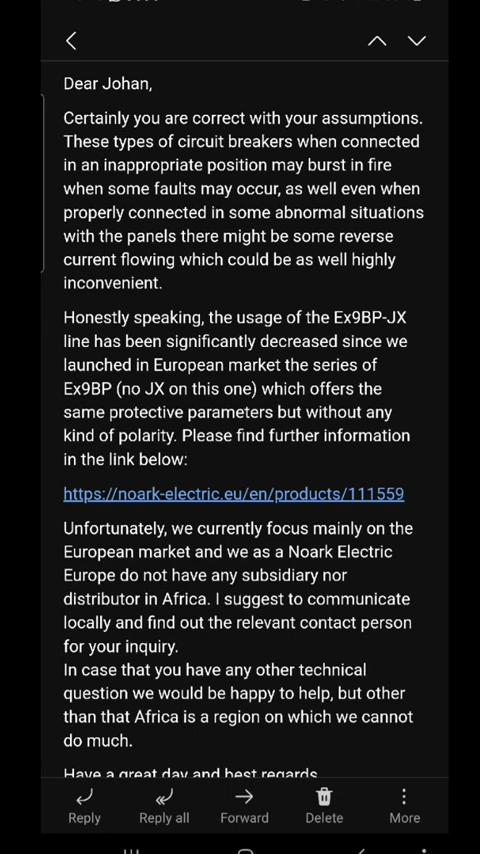 Dear Johan,
Certainly you are correct with your assumptions.
These types of circuit breakers when connected
in an inappropriate position may burst in fire
when some faults may occur, as well even when
properly connected in some abnormal situations
with the panels there might be some reverse
current flowing which could be as well highly
inconvenient.
Honestly speaking, the usage of the Ex9BP-JX
line has been significantly decreased since we
launched in European market the series of
Ex9BP (no JX on this one) which offers the
same protective parameters but without any
kind of polarity. Please find further information
in the link below:
https://noark-electric.eu/en/products/111559
Unfortunately, we currently focus mainly on the
European market and we as a Noark Electric
Europe do not have any subsidiary nor
distributor in Africa. I suggest to communicate
locally and find out the relevant contact person
for your inquiry.
In case that you have any other technical
question we would be happy to help, but other
than that Africa is a region on which we cannot
do much.
Have a great day and best regards
Reply Reply all Forward Delete More